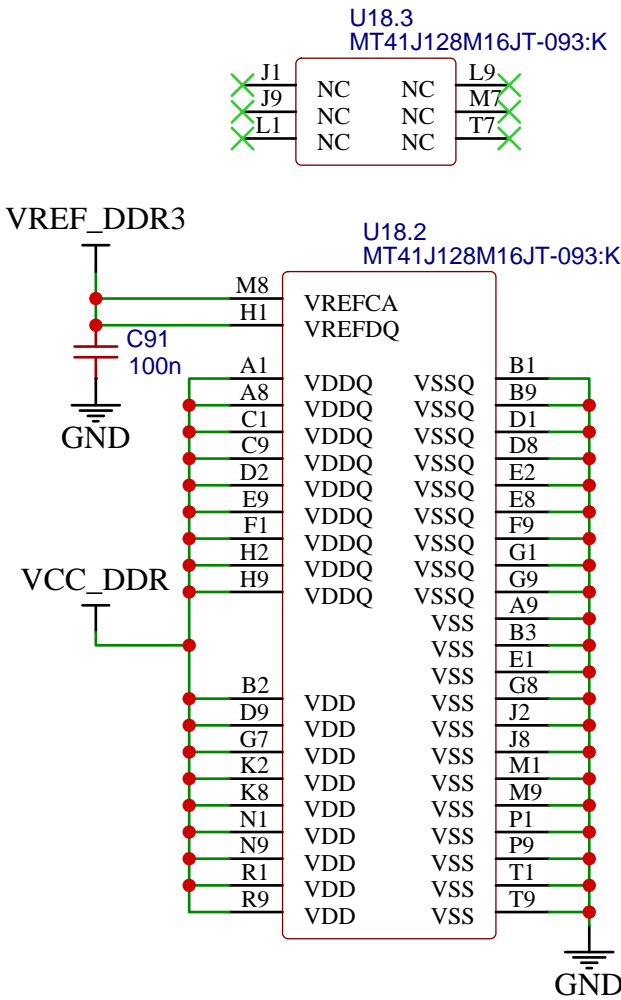 U18.3
MT41J128M16JT-093:K
J1 NC NC L9
J9 NC NC M7
L1 NC NC T7
VREF_DDR3
U18.2
MT41J128M16JT-093:K
M8 VREFCA
H1 VREFDQ
C91
100n
GND
A1 VDDQ VSSQ B1
A8 VDDQ VSSQ B9
C1 VDDQ VSSQ D1
C9 VDDQ VSSQ D8
D2 VDDQ VSSQ E2
E9 VDDQ VSSQ E8
F1 VDDQ VSSQ F9
H2 VDDQ VSSQ G1
H9 VDDQ VSSQ G9
VCC_DDR
VSS A9
VSS B3
VSS E1
B2 VDD VSS G8
D9 VDD VSS J2
G7 VDD VSS J8
K2 VDD VSS M1
K8 VDD VSS M9
N1 VDD VSS P1
N9 VDD VSS P9
R1 VDD VSS T1
R9 VDD VSS T9
GND